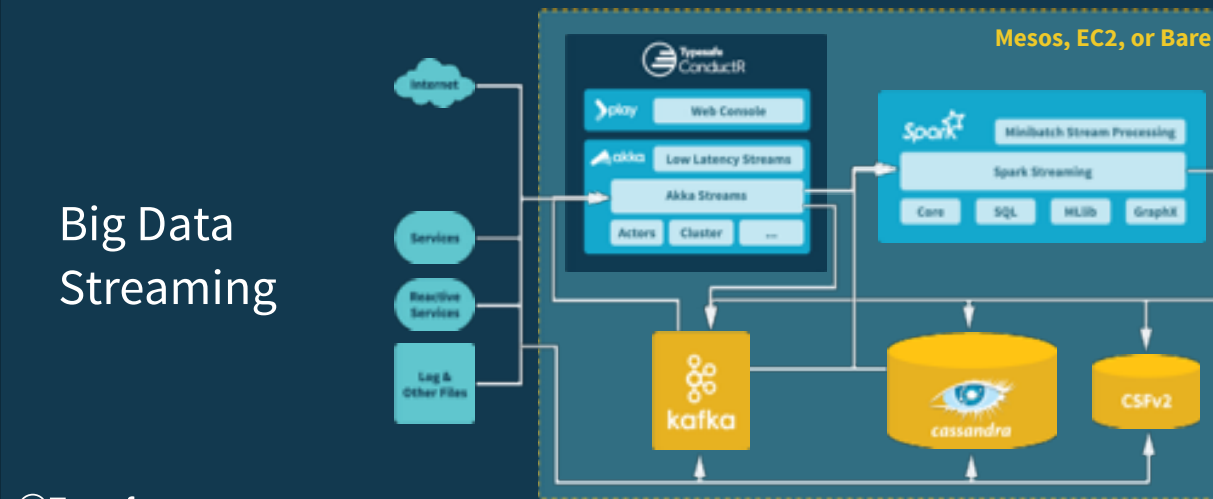 Mesos, EC2, or Bare
Typesafe
ConductR
Internet
play
Web Console
akka
Low Latency Streams
Akka Streams
Actors
Cluster
...
Spark
Minibatch Stream Processing
Spark Streaming
Core
SQL
MLlib
GraphX
Big Data
Streaming
Services
Reactive
Services
Log &
Other Files
kafka
cassandra
CSFv2